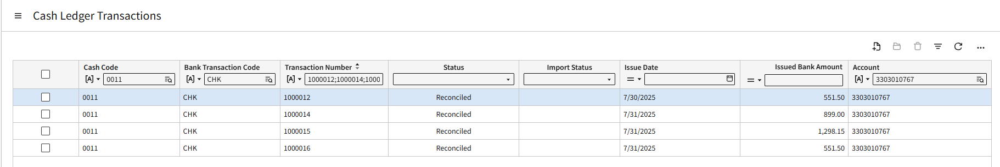 Cash Ledger Transactions
Cash Code Bank Transaction Code Transaction Number Status Import Status Issue Date Issued Bank Amount Account
[A] 0011 [A] CHK [A] 1000012;1000014;1000 = = [A] 3303010767
0011 CHK 1000012 Reconciled 7/30/2025 551.50 3303010767
0011 CHK 1000014 Reconciled 7/31/2025 899.00 3303010767
0011 CHK 1000015 Reconciled 7/31/2025 1,298.15 3303010767
0011 CHK 1000016 Reconciled 7/31/2025 551.50 3303010767